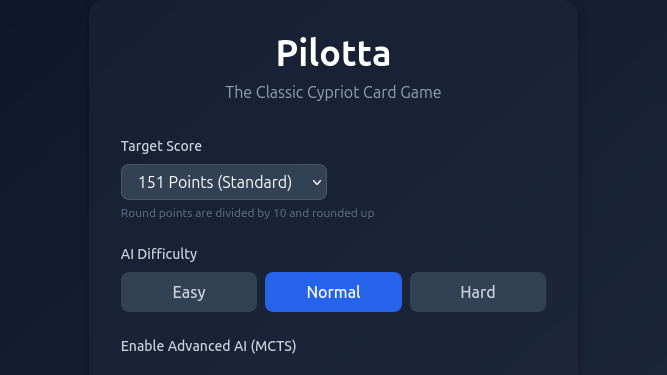 Pilotta
The Classic Cypriot Card Game
Target Score
151 Points (Standard)
Round points are divided by 10 and rounded up
AI Difficulty
Easy
Normal
Hard
Enable Advanced AI (MCTS)